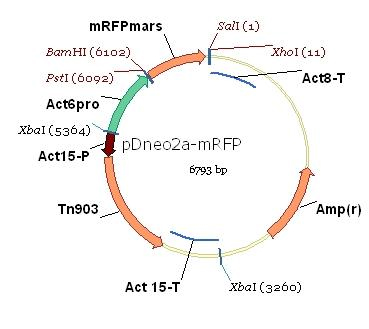 mRFPmars
SalI (1)
BamHI (6102)
XhoI (11)
PstI (6092)
Act8-T
Act6pro
XbaI (5364)
pDneo2a-mRFP
Act15-P
6793 bp
Tn903
Amp(r)
Act 15-T
XbaI (3260)